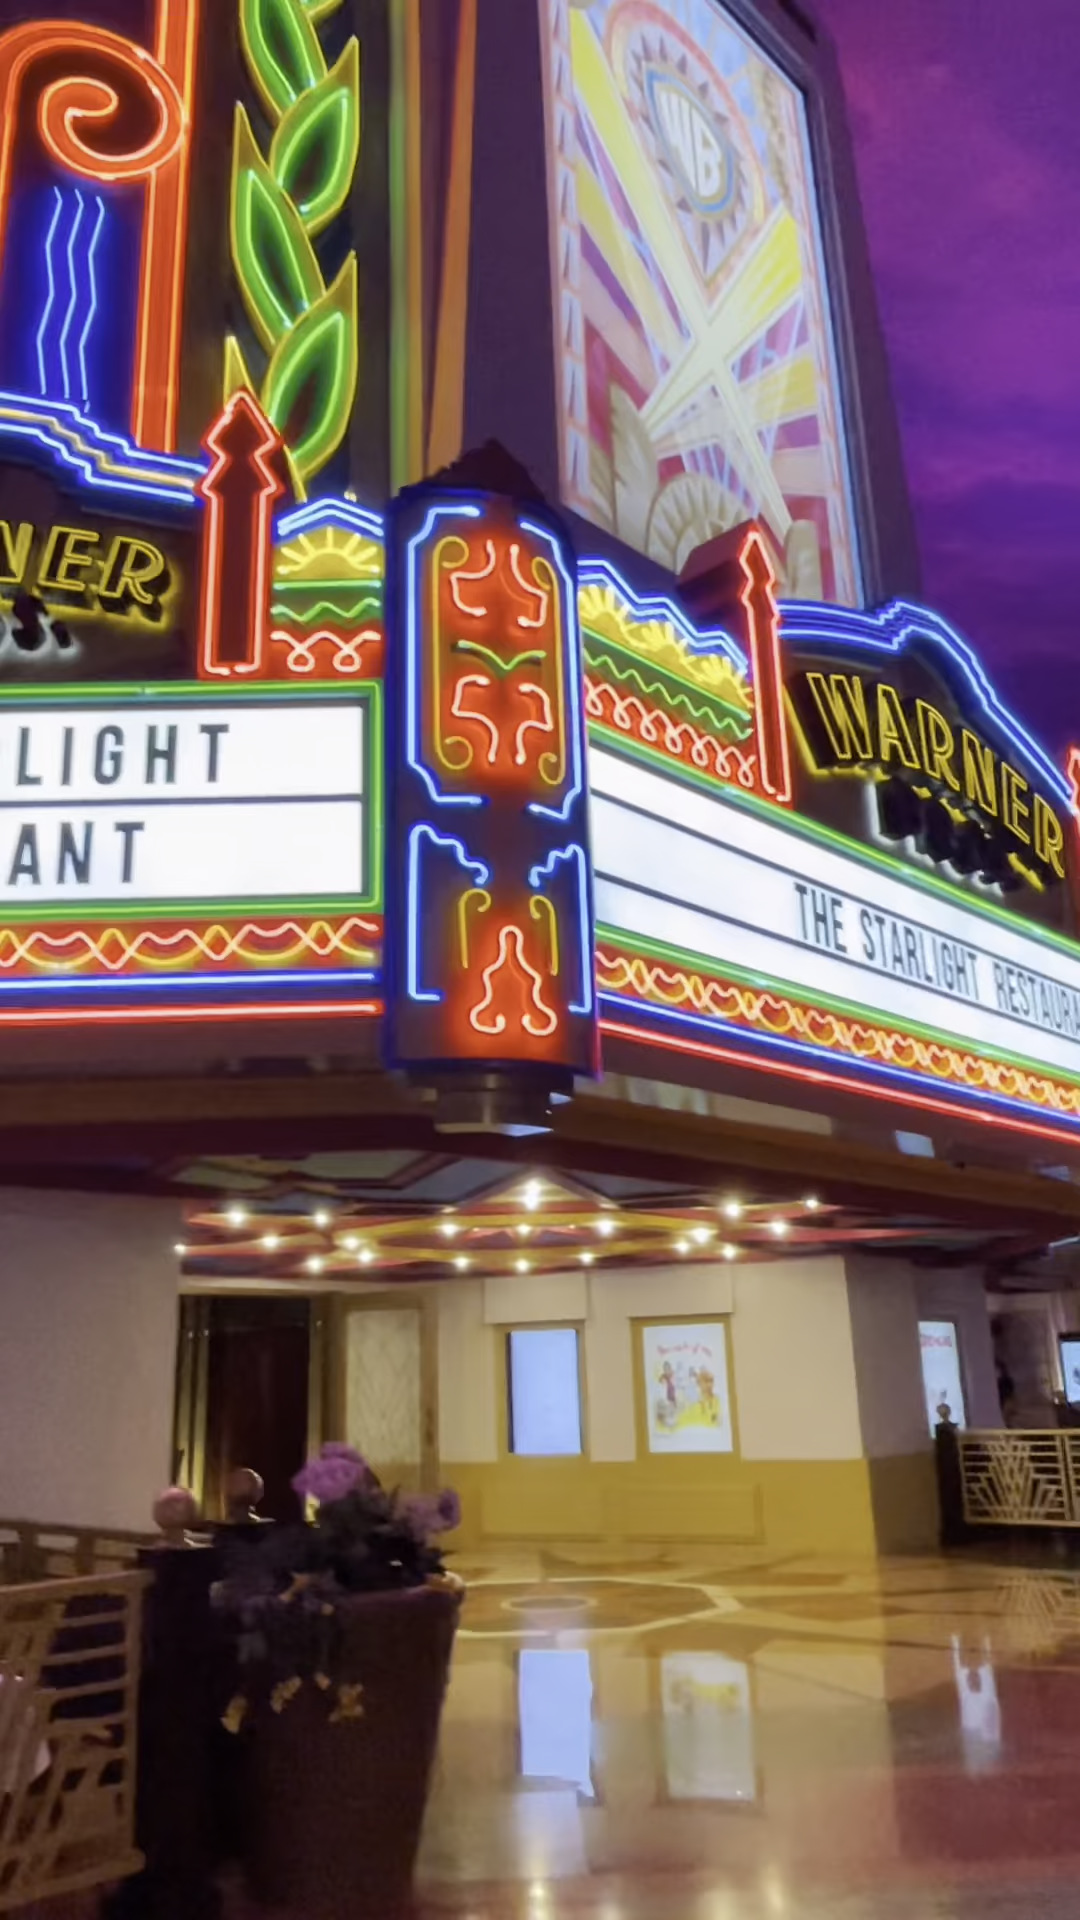 WB
NER
S.
LIGHT
ANT
WARNER
THE STARLIGHT RESTAURA